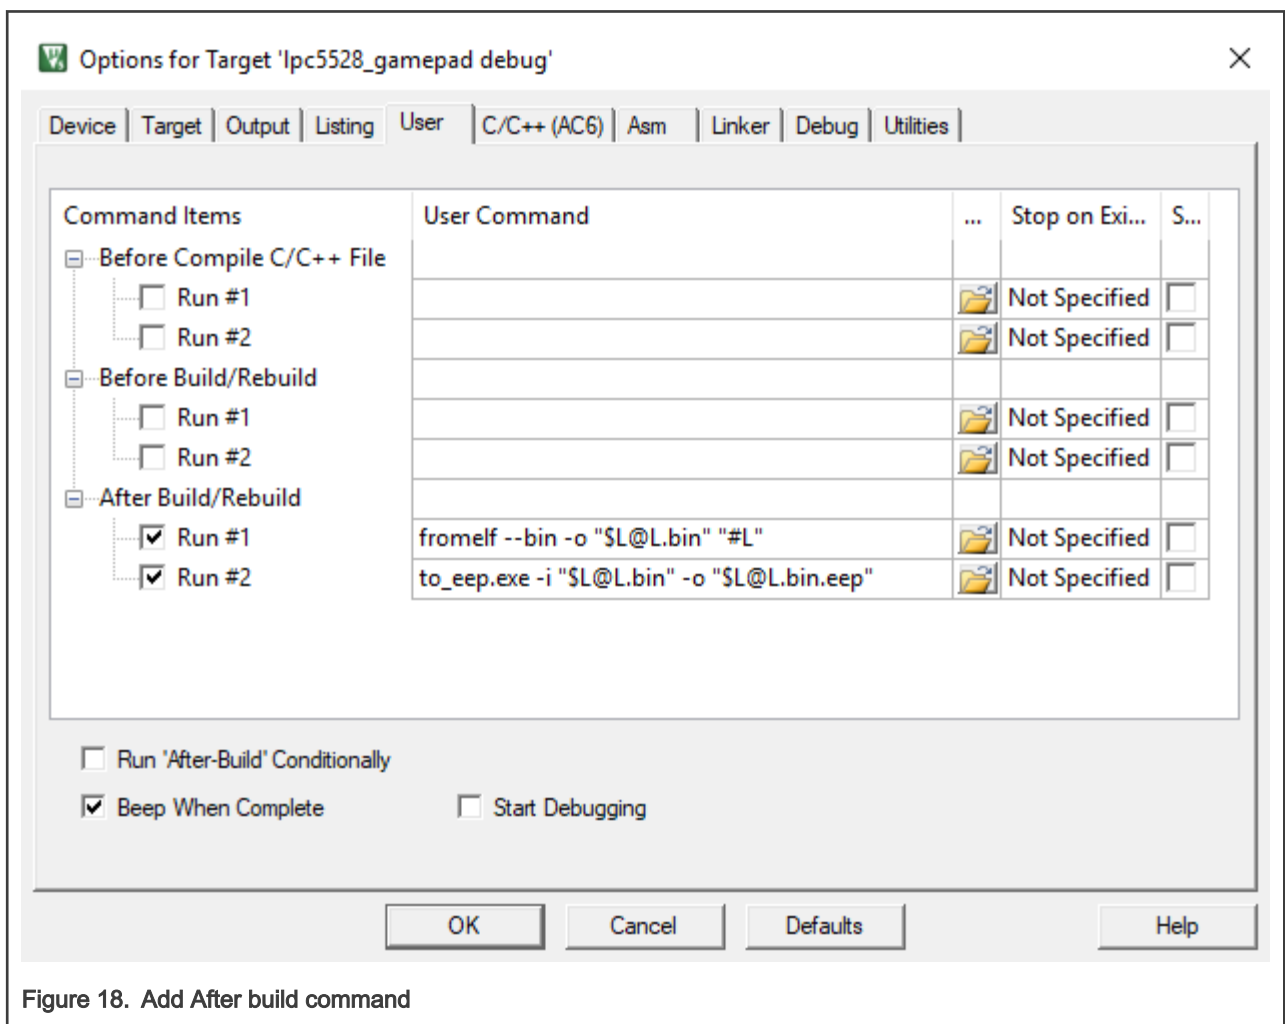 Options for Target 'lpc5528_gamepad debug'
Device Target Output Listing User C/C++ (AC6) Asm Linker Debug Utilities
Command Items User Command ... Stop on Exi... S...
Before Compile C/C++ File
Run #1 Not Specified
Run #2 Not Specified
Before Build/Rebuild
Run #1 Not Specified
Run #2 Not Specified
After Build/Rebuild
Run #1 fromelf --bin -o "$L@L.bin" "#L" Not Specified
Run #2 to_eep.exe -i "$L@L.bin" -o "$L@L.bin.eep" Not Specified
Run 'After-Build' Conditionally
Beep When Complete Start Debugging
OK Cancel Defaults Help
Figure 18. Add After build command